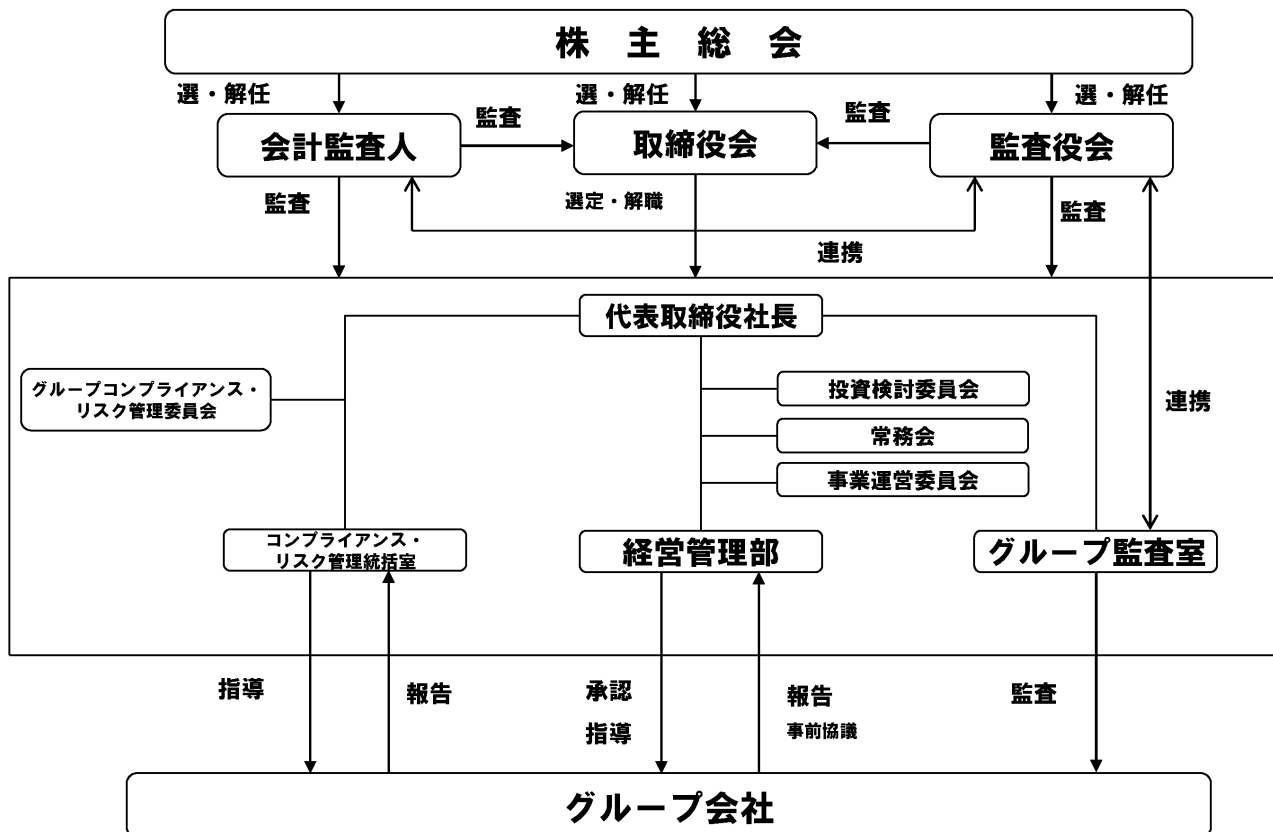 株主総会
選・解任
選・解任
選・解任
会計監査人
監査
取締役会
監査
監査役会
監査
選定・解職
監査
連携
代表取締役社長
グループコンプライアンス・
リスク管理委員会
投資検討委員会
常務会
事業運営委員会
連携
コンプライアンス・
リスク管理統括室
経営管理部
グループ監査室
指導
報告
承認
指導
報告
事前協議
監査
グループ会社